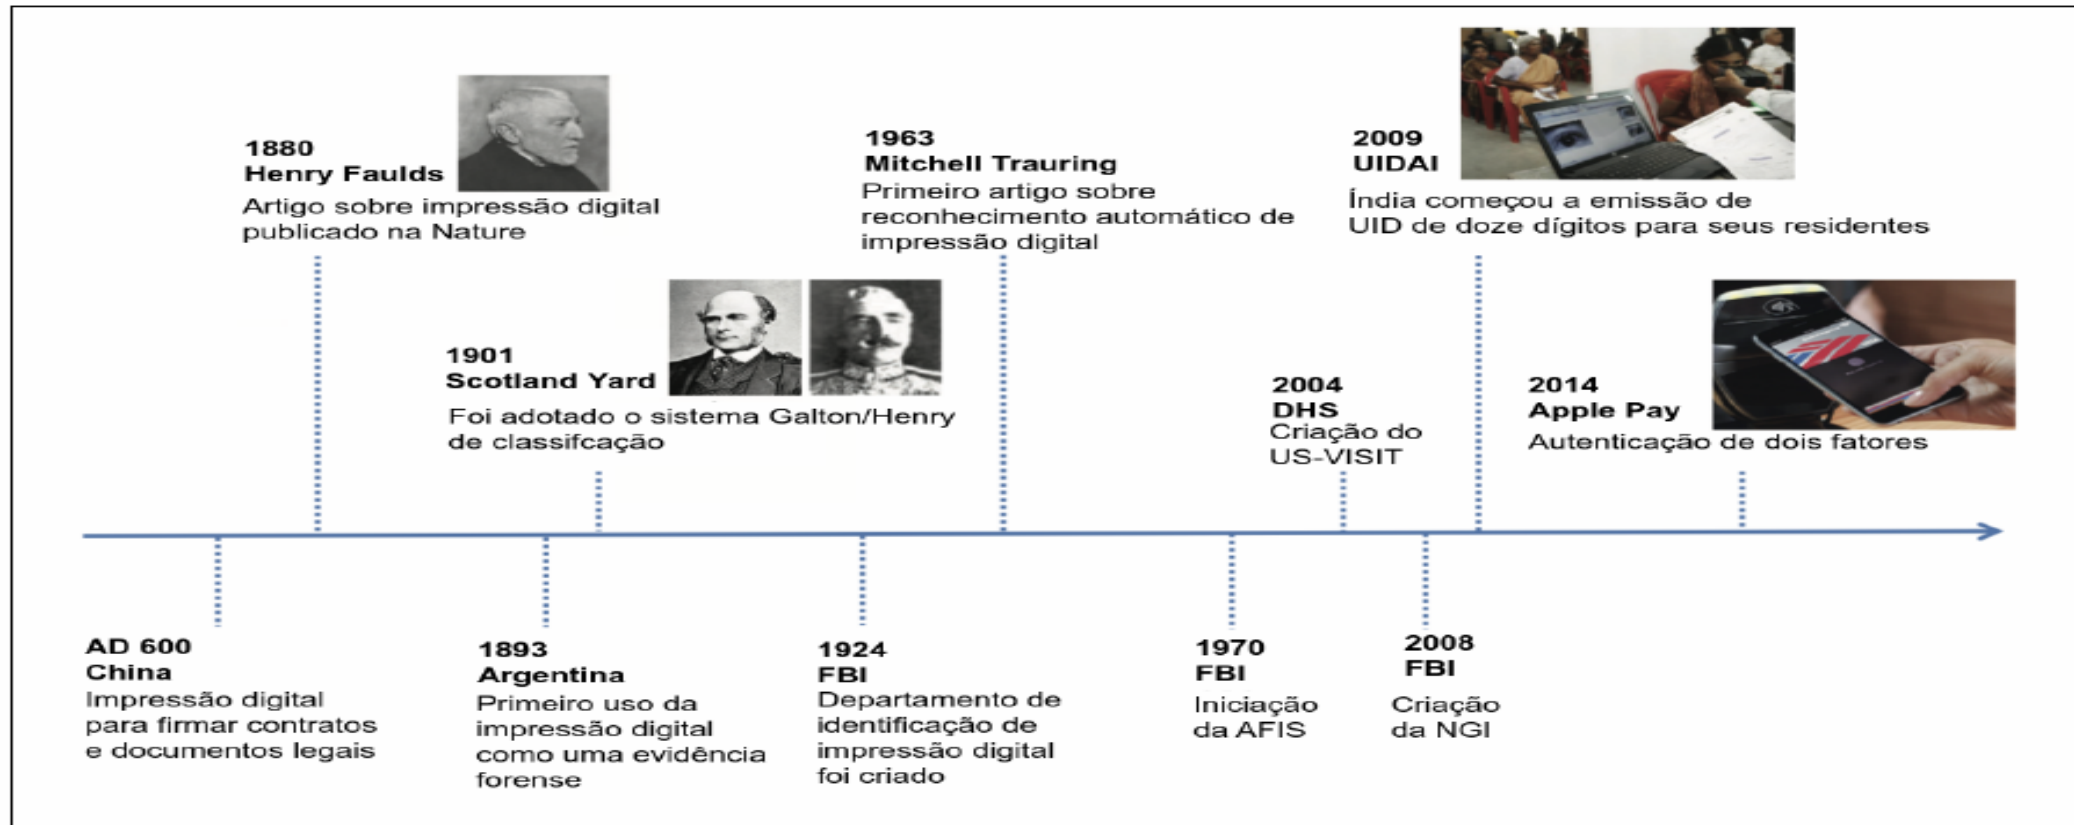 1880
Henry Faulds
Artigo sobre impressão digital
publicado na Nature
1901
Scotland Yard
Foi adotado o sistema Galton/Henry
de classifcação
1963
Mitchell Trauring
Primeiro artigo sobre
reconhecimento automático de
impressão digital
2004
DHS
Criação do
US-VISIT
2009
UIDAI
Índia começou a emissão de
UID de doze dígitos para seus residentes
2014
Apple Pay
Autenticação de dois fatores
AD 600
China
Impressão digital
para firmar contratos
e documentos legais
1893
Argentina
Primeiro uso da
impressão digital
como uma evidência
forense
1924
FBI
Departamento de
identificação de
impressão digital
foi criado
1970
FBI
Iniciação
da AFIS
2008
FBI
Criação
da NGI